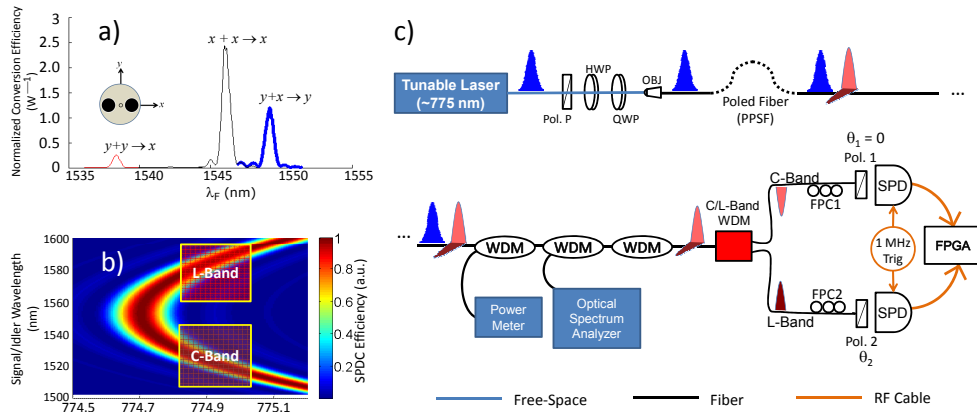 a)
Normalized Conversion Efficiency
(W⁻¹)
2.5
2
1.5
1
0.5
0
x + x → x
y+x → y
y+y → x
y
x
1535
1540
1545
1550
1555
λF (nm)
b)
Signal/Idler Wavelength
(nm)
1600
1580
1560
1540
1520
1500
L-Band
C-Band
774.5
774.7
774.9
775.1
1
0.8
0.6
0.4
0.2
SPDC Efficiency (a.u.)
c)
Tunable Laser
(~775 nm)
Pol. P
HWP
QWP
OBJ
Poled Fiber
(PPSF)
...
...
WDM
WDM
WDM
Power
Meter
Optical
Spectrum
Analyzer
C/L-Band
WDM
C-Band
FPC1
θ1 = 0
Pol. 1
SPD
1 MHz
Trig
FPGA
L-Band
FPC2
SPD
Pol. 2
θ2
Free-Space
Fiber
RF Cable